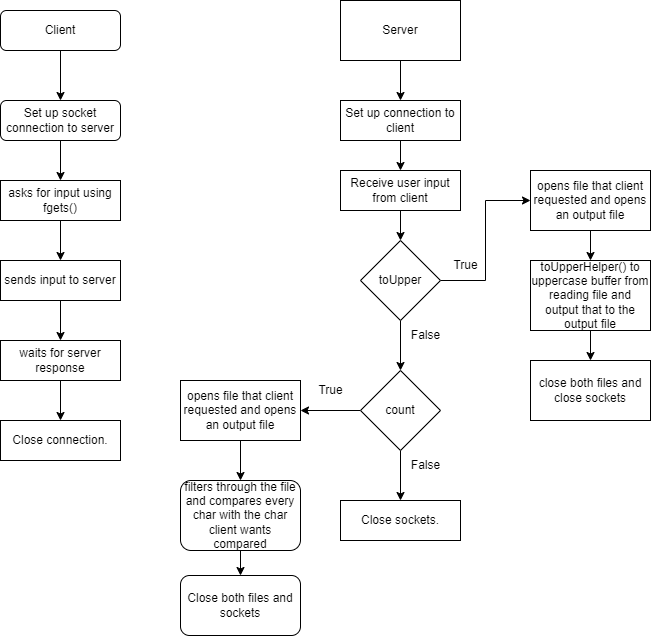 Client
Set up socket
connection to server
asks for input using
fgets()
sends input to server
waits for server
response
Close connection.
Server
Set up connection to
client
Receive user input
from client
toUpper
True
False
opens file that client
requested and opens
an output file
toUpperHelper() to
uppercase buffer from
reading file and
output that to the
output file
close both files and
close sockets
count
True
False
opens file that client
requested and opens
an output file
filters through the file
and compares every
char with the char
client wants
compared
Close both files and
sockets
Close sockets.